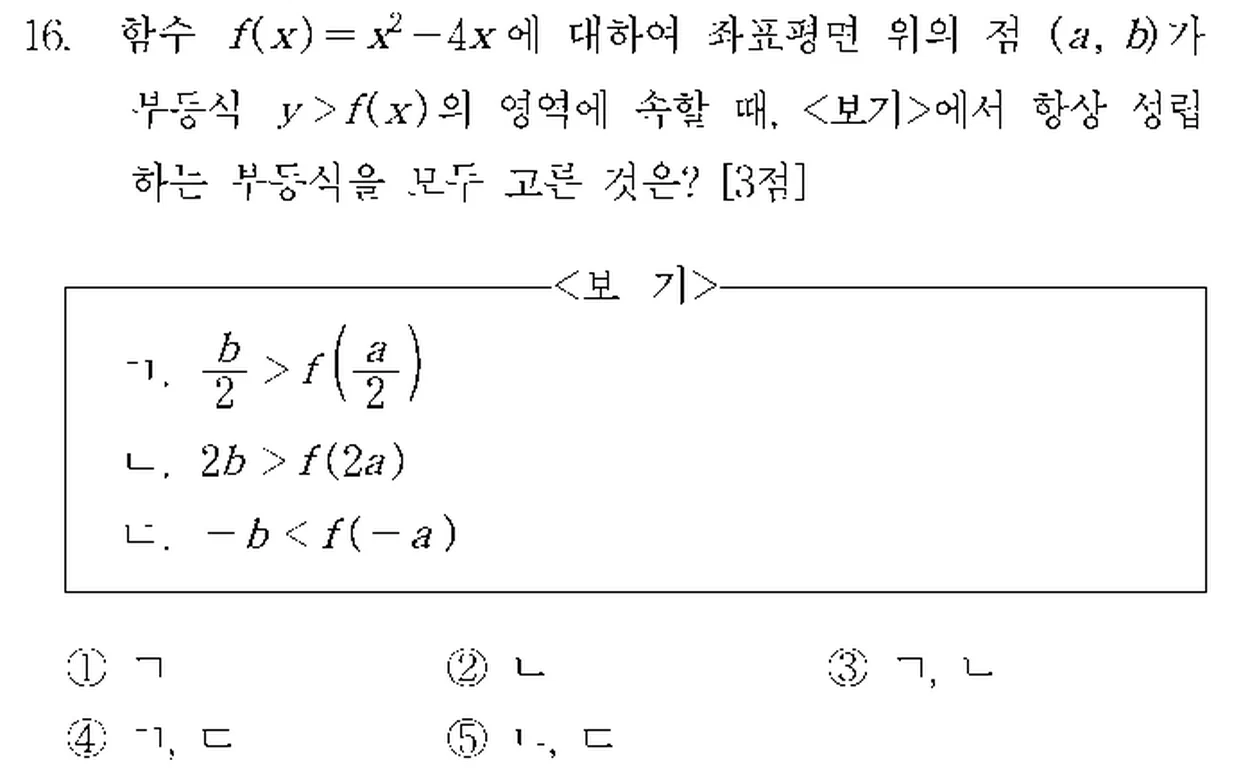 16. 함수 f(x)=x²-4x에 대하여 좌표평면 위의 점 (a, b)가
부등식 y>f(x)의 영역에 속할 때, <보기>에서 항상 성립
하는 부등식을 모두 고른 것은? [3점]
<보 기>
ㄱ. b/2 > f(a/2)
ㄴ. 2b > f(2a)
ㄷ. -b < f(-a)
① ㄱ ② ㄴ ③ ㄱ, ㄴ
④ ㄱ, ㄷ ⑤ ㄴ, ㄷ